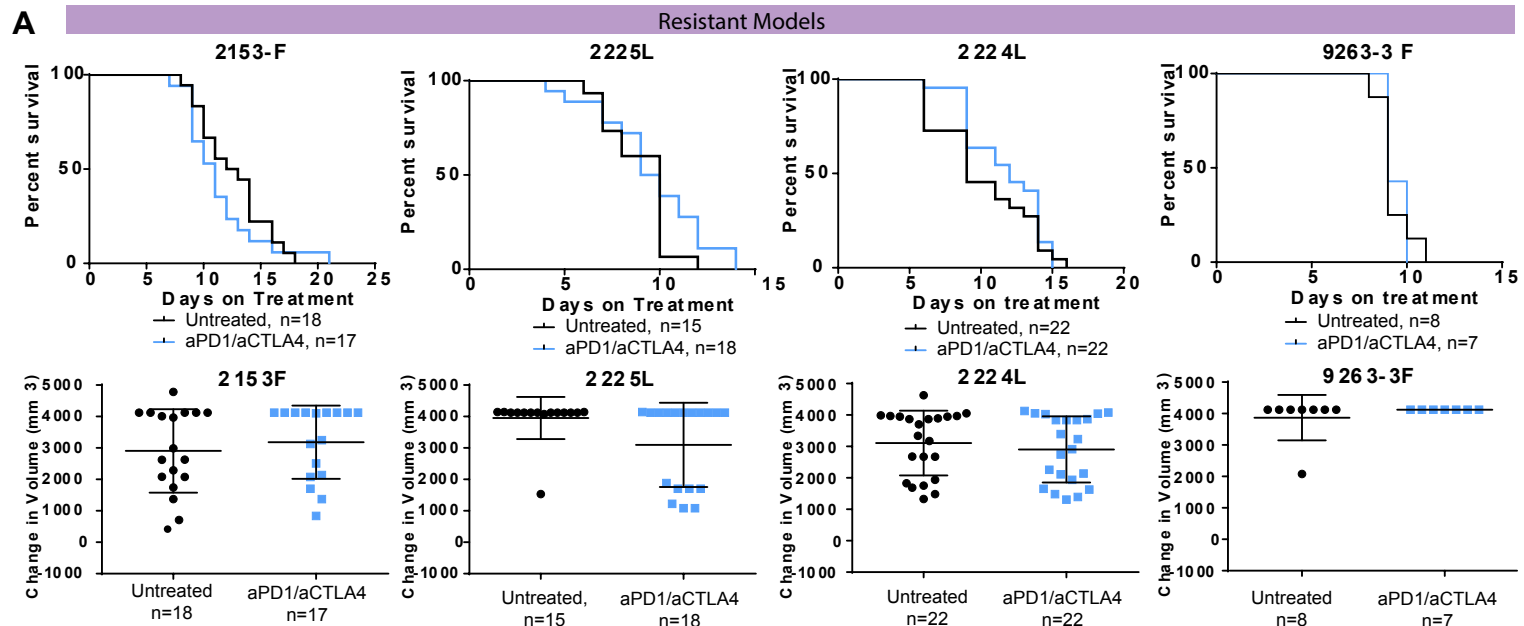 A
Resistant Models
2153-F
Percent survival
100
50
0
0 5 10 15 20 25
Days on Treatment
Untreated, n=18
aPD1/aCTLA4, n=17
2225L
Percent survival
100
50
0
0 5 10 15
Days on Treatment
Untreated, n=15
aPD1/aCTLA4, n=18
2224L
Percent survival
100
50
0
0 5 10 15 20
Days on treatment
Untreated, n=22
aPD1/aCTLA4, n=22
9263-3 F
Percent survival
100
50
0
0 5 10 15
Days on treatment
Untreated, n=8
aPD1/aCTLA4, n=7
2153F
Change in Volume (mm 3)
5000
4000
3000
2000
1000
0
-1000
Untreated
n=18
aPD1/aCTLA4
n=17
2225L
Change in Volume (mm 3)
5000
4000
3000
2000
1000
0
-1000
Untreated,
n=15
aPD1/aCTLA4
n=18
2224L
Change in Volume (mm 3)
5000
4000
3000
2000
1000
0
-1000
Untreated
n=22
aPD1/aCTLA4
n=22
9263-3F
Change in Volume (mm 3)
5000
4000
3000
2000
1000
0
-1000
Untreated
n=8
aPD1/aCTLA4
n=7